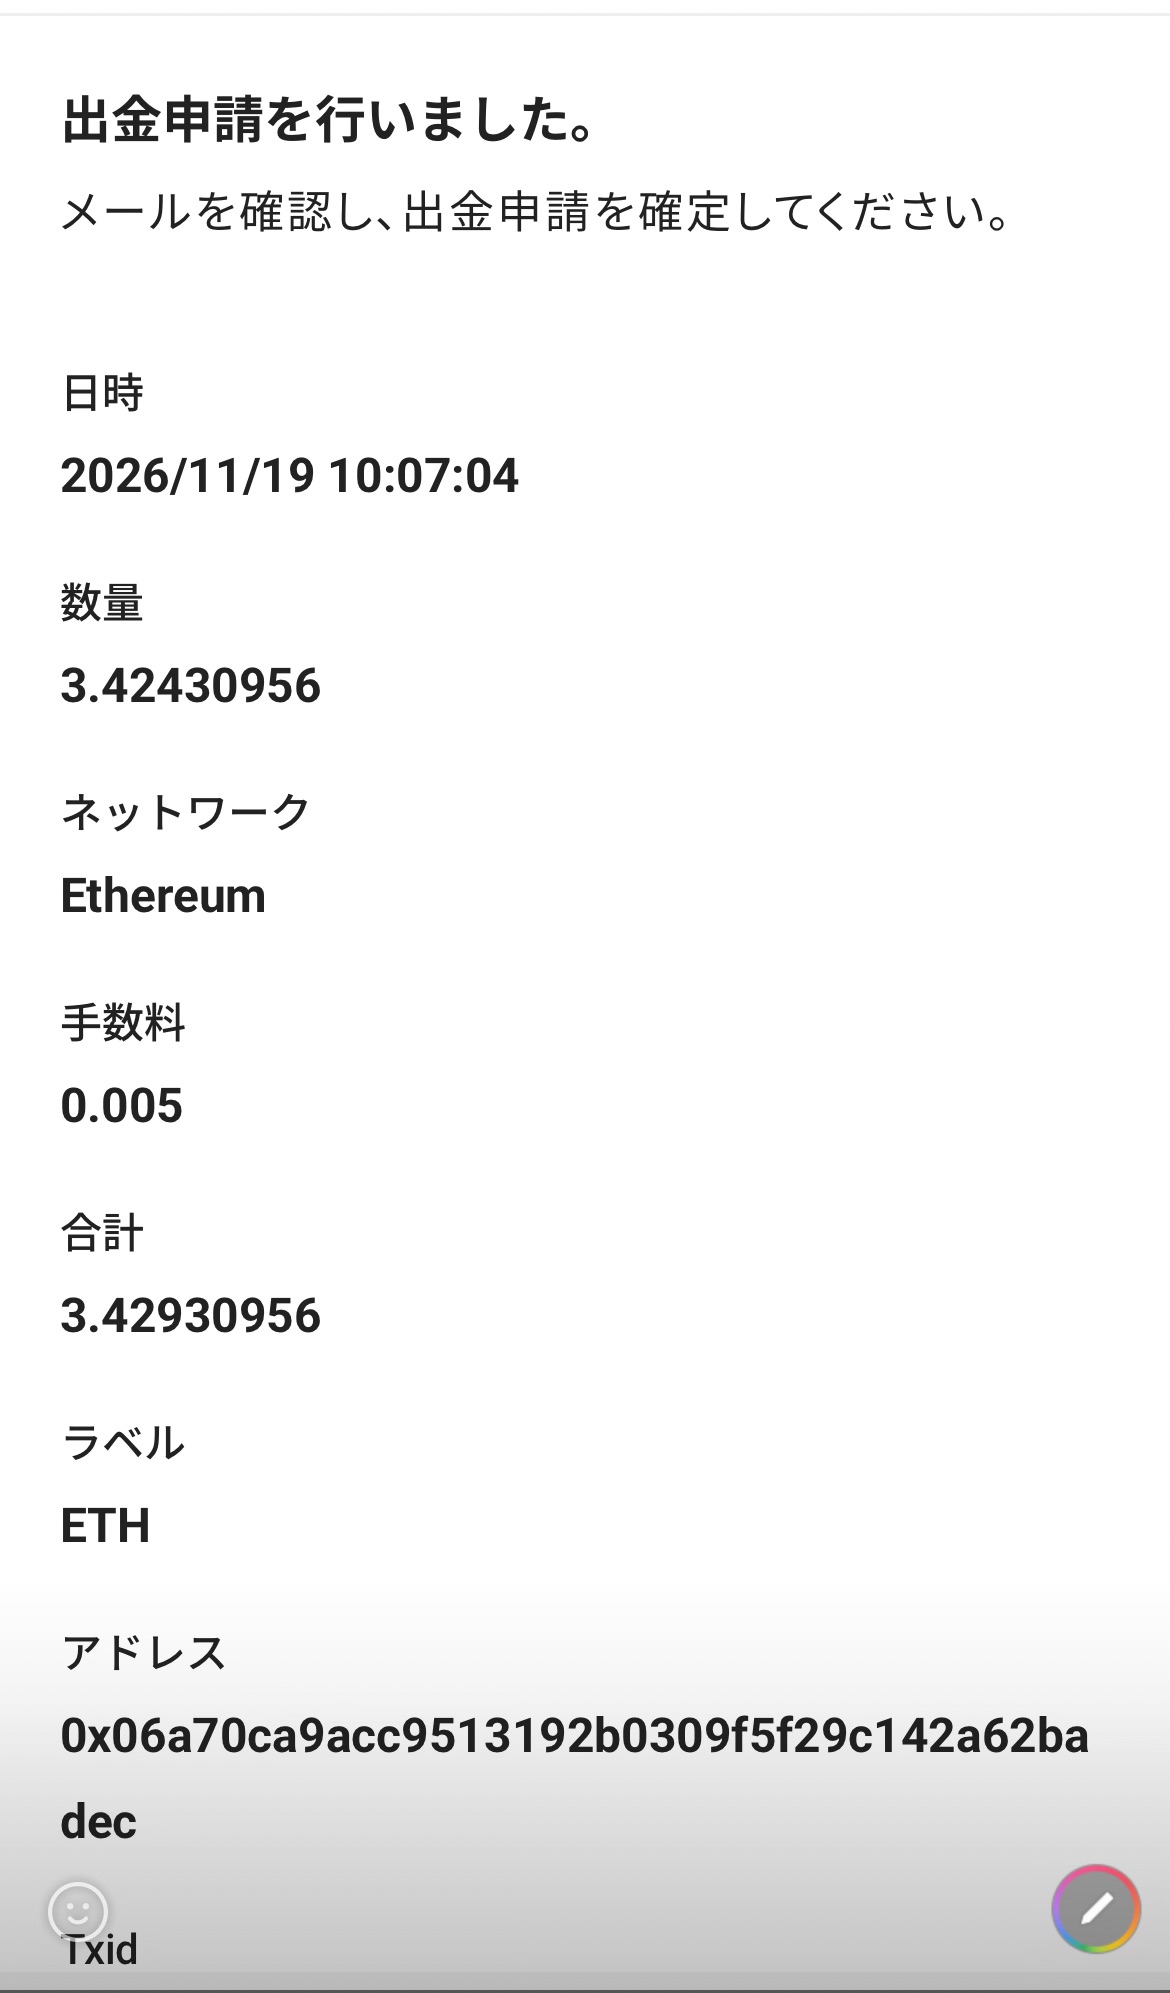 出金申請を行いました。
メールを確認し、出金申請を確定してください。
日時
2026/11/19 10:07:04
数量
3.42430956
ネットワーク
Ethereum
手数料
0.005
合計
3.42930956
ラベル
ETH
アドレス
0x06a70ca9acc9513192b0309f5f29c142a62ba
dec
Txid